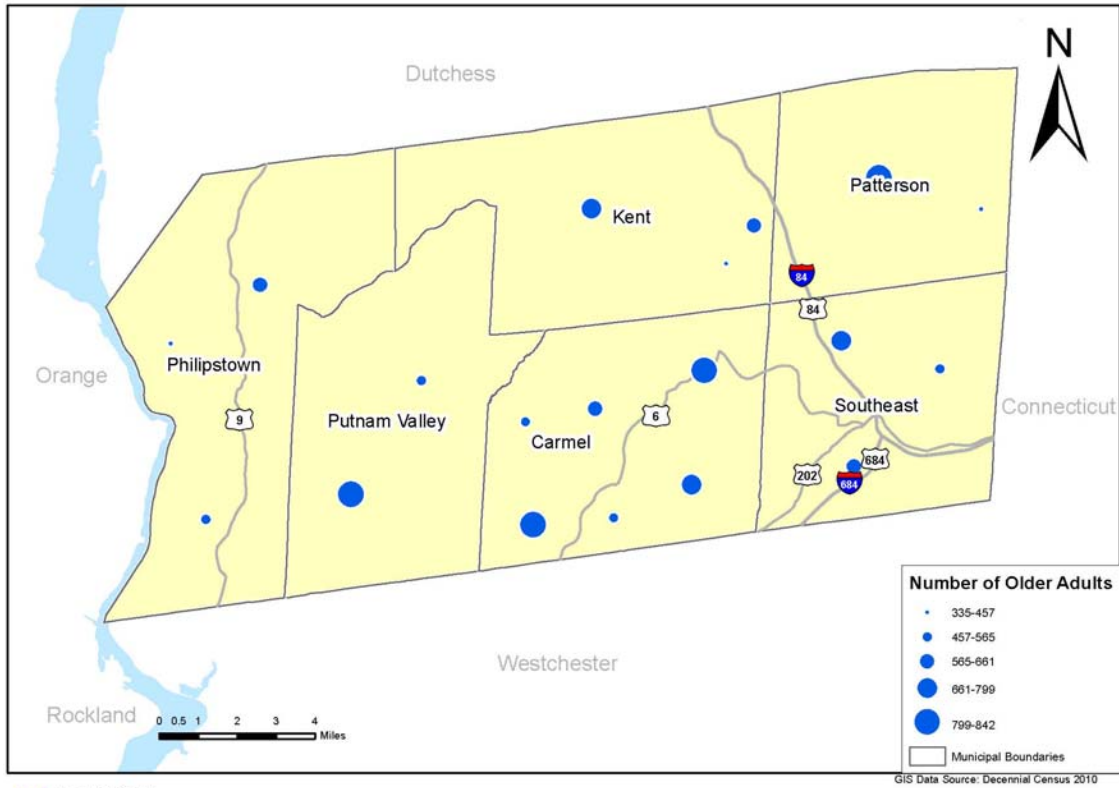 Dutchess
N
Patterson
Kent
84
84
Philipstown
Orange
Putnam Valley
9
Carmel
6
Southeast
Connecticut
202
684
684
Westchester
Rockland
0 0.5 1 2 3 4
Miles
Number of Older Adults
335-457
457-565
565-661
661-799
799-842
Municipal Boundaries
GIS Data Source: Decennial Census 2010